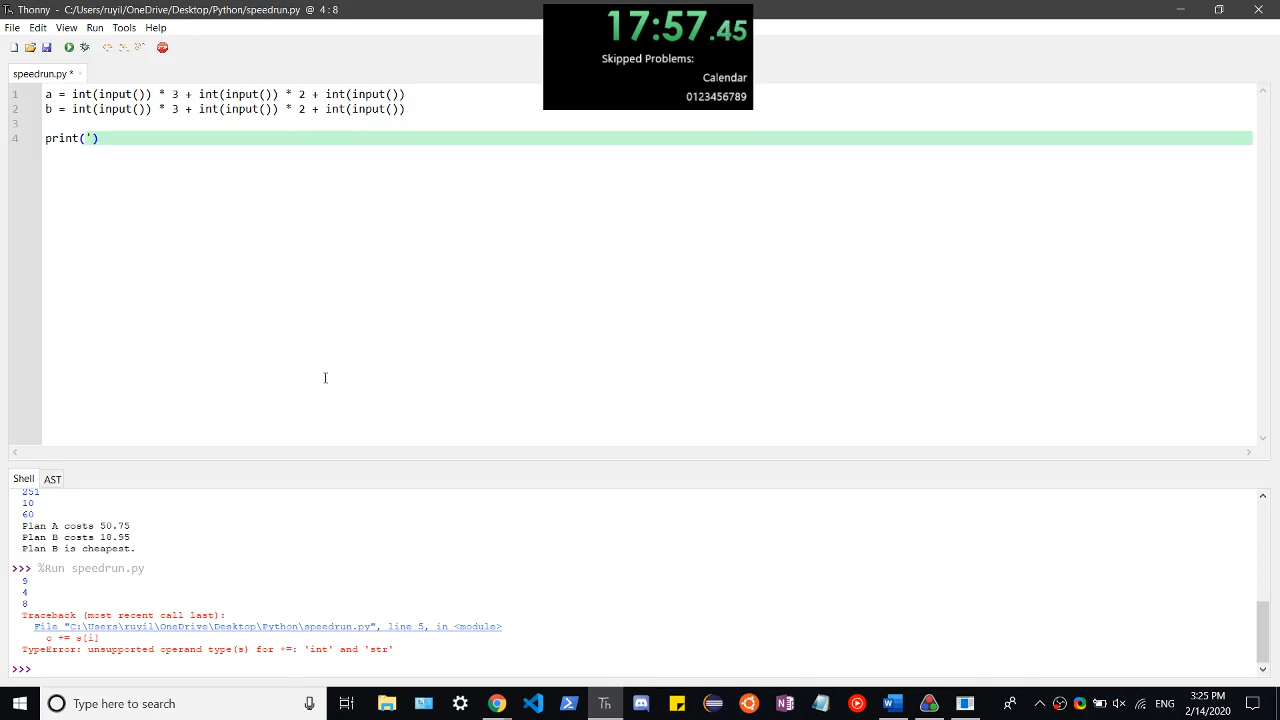 Thonny - C:/Users/ruyil/OneDrive/Desktop/Python/speedrun.py @ 4:8
File Edit View Run Tools Help
17:57.45
Skipped Problems:
Calendar
0123456789
speedrun.py *
= int(input()) * 3 + int(input()) * 2 + int(input())
= int(input()) * 3 + int(input()) * 2 + int(input())
4 print(')
Shell AST
251
10
60
Plan A costs 50.75
Plan B costs 18.95
Plan B is cheapest.
>>> %Run speedrun.py
9
4
8
Traceback (most recent call last):
File "C:\Users\ruyil\OneDrive\Desktop\Python\speedrun.py", line 5, in <module>
c += s[i]
TypeError: unsupported operand type(s) for +=: 'int' and 'str'
>>>
Type here to search
ENG
3:25 PM
2/14/2020